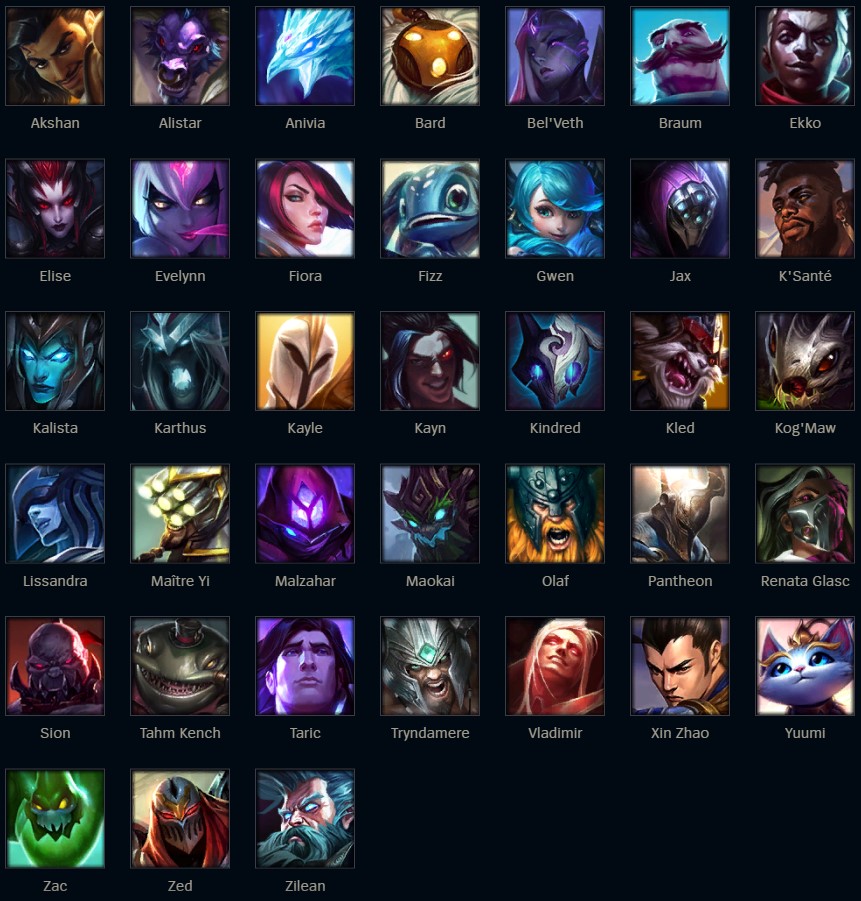 Akshan Alistar Anivia Bard Bel'Veth Braum Ekko
Elise Evelynn Fiora Fizz Gwen Jax K'Santé
Kalista Karthus Kayle Kayn Kindred Kled Kog'Maw
Lissandra Maître Yi Malzahar Maokai Olaf Pantheon Renata Glasc
Sion Tahm Kench Taric Tryndamere Vladimir Xin Zhao Yuumi
Zac Zed Zilean